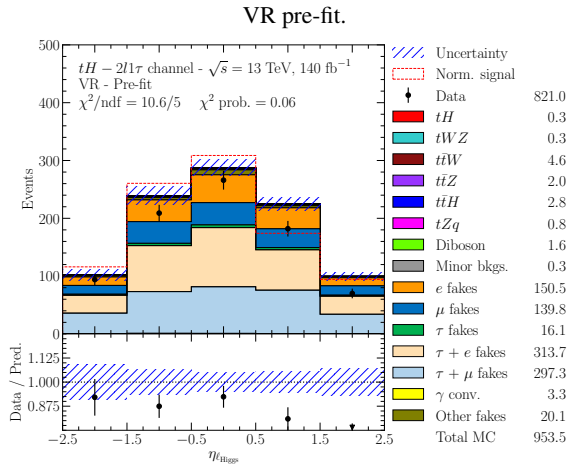 VR pre-fit.
tH − 2l1τ channel - √s = 13 TeV, 140 fb⁻¹
VR - Pre-fit
χ²/ndf = 10.6/5 χ² prob. = 0.06
Events
500
400
300
200
100
0
Data / Pred.
1.125
1.000
0.875
−2.5 −1.5 −0.5 0.5 1.5 2.5
η_ℓHiggs
Uncertainty
Norm. signal
Data 821.0
tH 0.3
tWZ 0.3
tt̄W 4.6
tt̄Z 2.0
tt̄H 2.8
tZq 0.8
Diboson 1.6
Minor bkgs. 0.3
e fakes 150.5
μ fakes 139.8
τ fakes 16.1
τ + e fakes 313.7
τ + μ fakes 297.3
γ conv. 3.3
Other fakes 20.1
Total MC 953.5